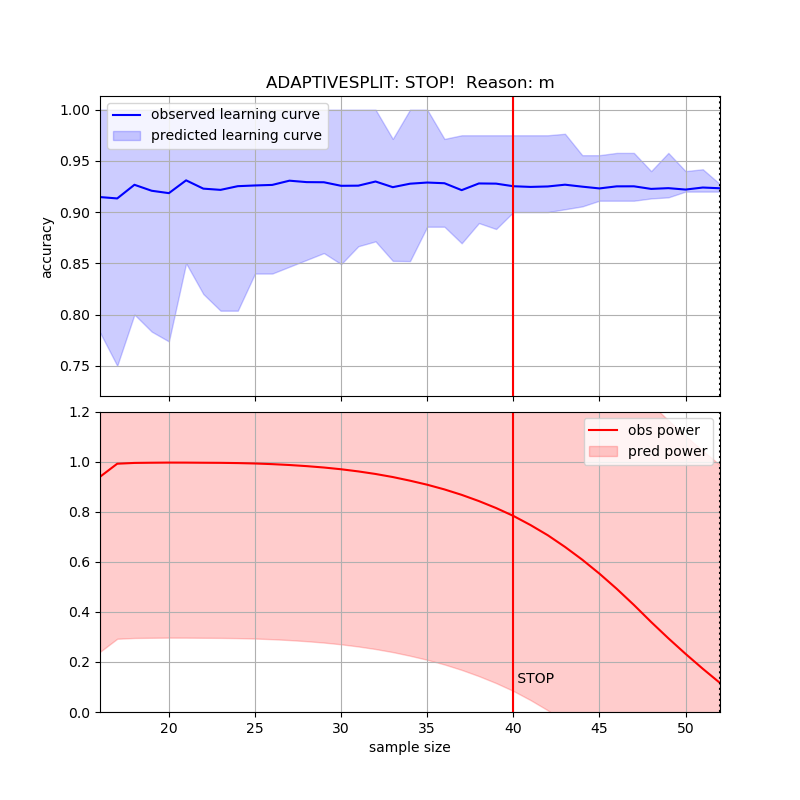 ADAPTIVESPLIT: STOP!  Reason: m
1.00
0.95
0.90
0.85
0.80
0.75
accuracy
observed learning curve
predicted learning curve
1.2
1.0
0.8
0.6
0.4
0.2
0.0
obs power
pred power
STOP
20
25
30
35
40
45
50
sample size